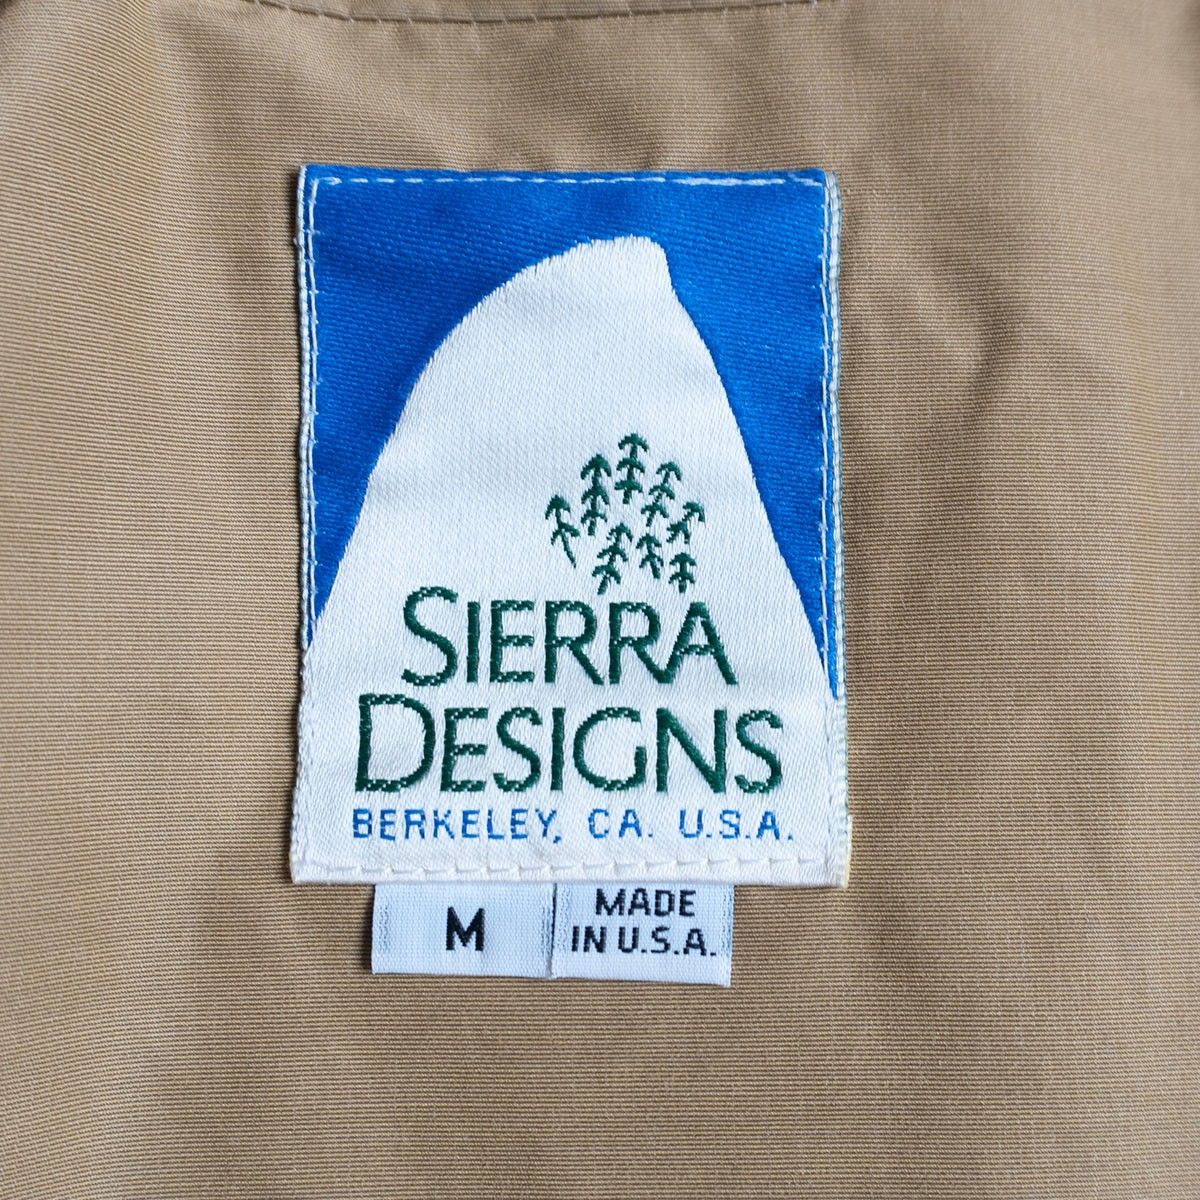 SIERRA
DESIGNS
BERKELEY, CA. U.S.A.
M
MADE
IN U.S.A.